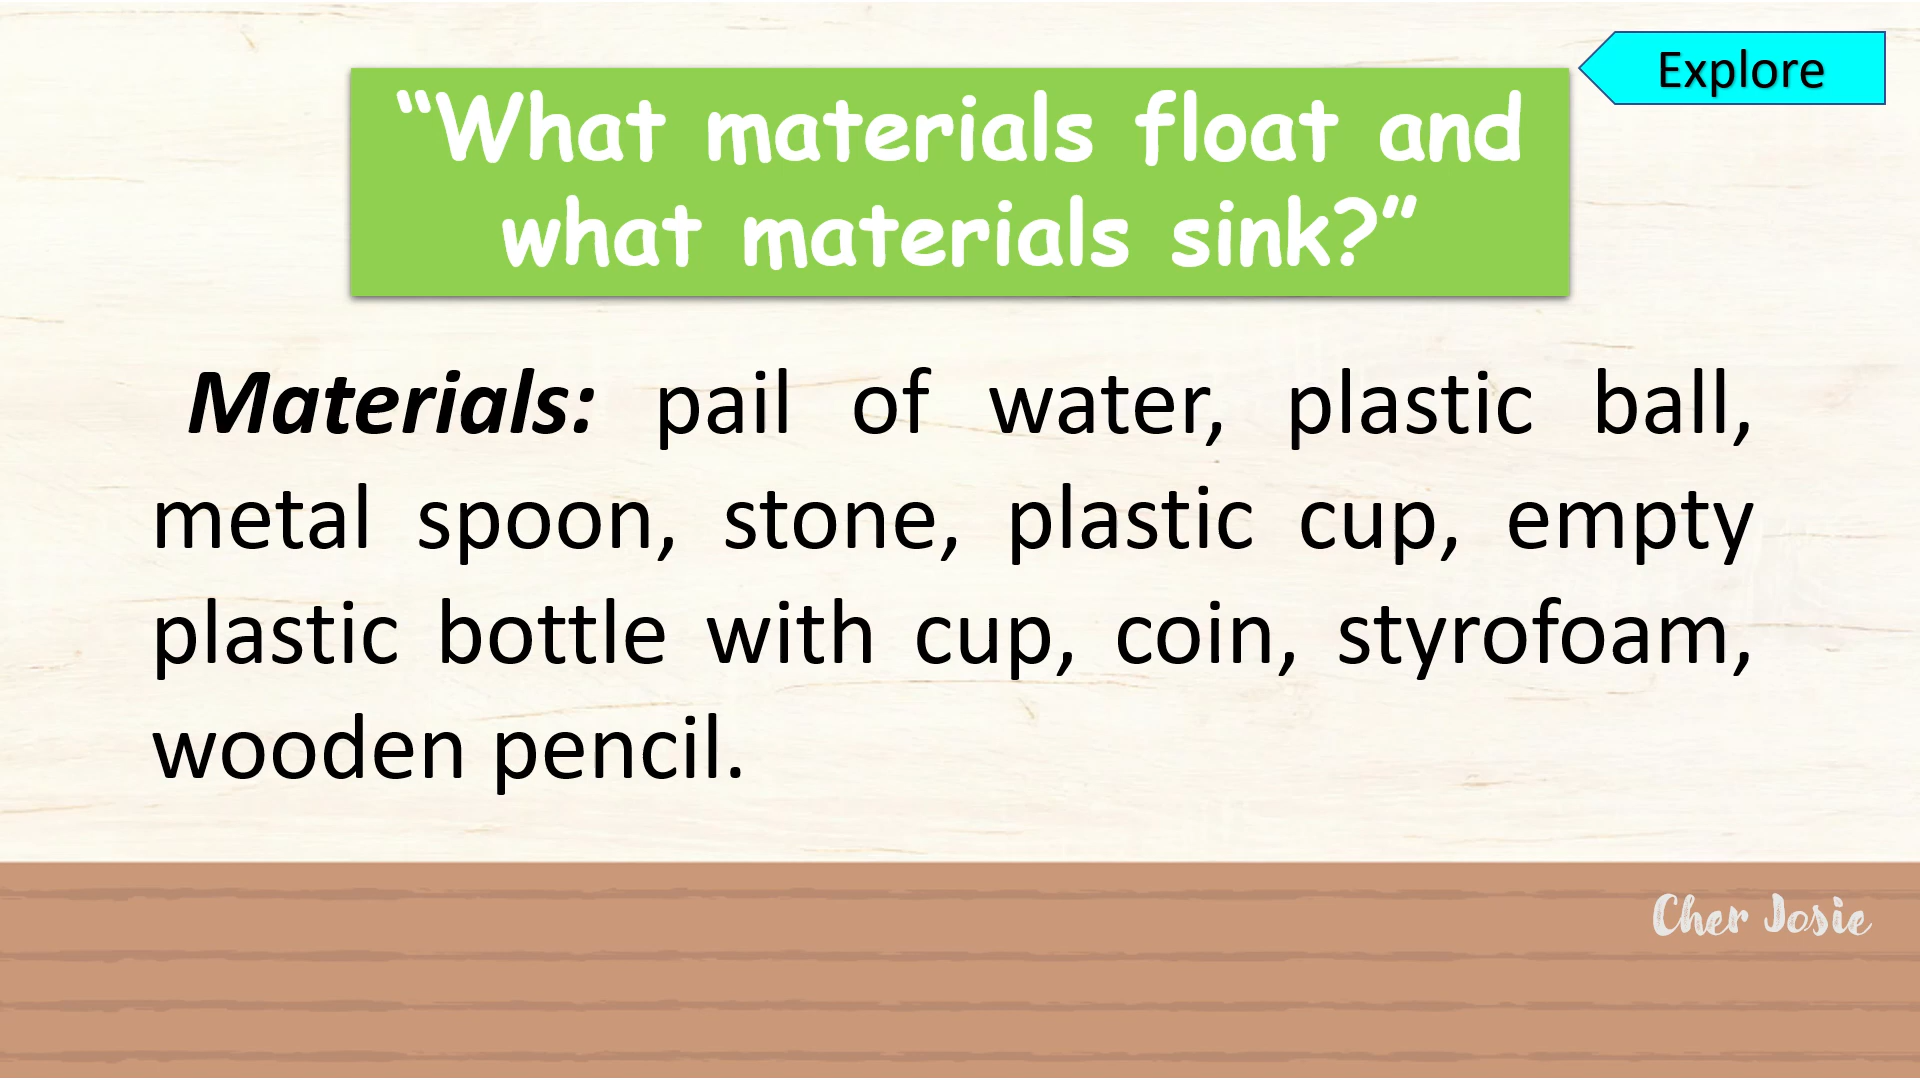 Explore
“What materials float and
what materials sink?”
Materials: pail of water, plastic ball,
metal spoon, stone, plastic cup, empty
plastic bottle with cup, coin, styrofoam,
wooden pencil.
Cher Josie